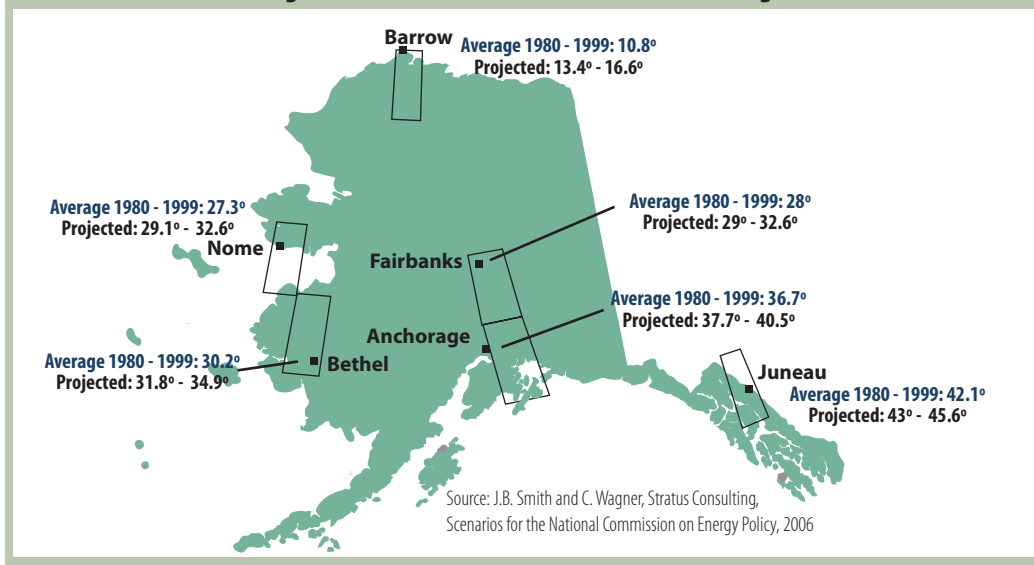 Barrow
Average 1980 - 1999: 10.8º
Projected: 13.4º - 16.6º
Average 1980 - 1999: 27.3º
Projected: 29.1º - 32.6º
Nome
Average 1980 - 1999: 28º
Projected: 29º - 32.6º
Fairbanks
Average 1980 - 1999: 36.7º
Projected: 37.7º - 40.5º
Anchorage
Average 1980 - 1999: 30.2º
Projected: 31.8º - 34.9º
Bethel
Juneau
Average 1980 - 1999: 42.1º
Projected: 43º - 45.6º
Source: J.B. Smith and C. Wagner, Stratus Consulting,
Scenarios for the National Commission on Energy Policy, 2006